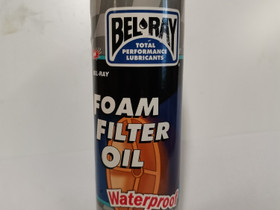 BEL-RAY
TOTAL
PERFORMANCE
LUBRICANTS
BEL-RAY
FOAM
FILTER
OIL
Waterproof